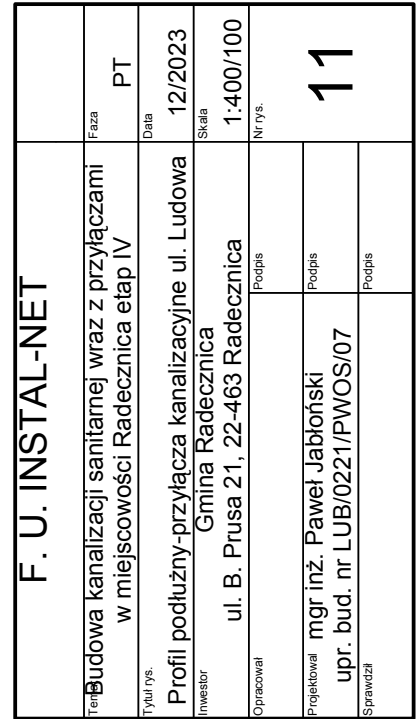 F. U. INSTAL-NET
Temat
Budowa kanalizacji sanitarnej wraz z przyłączami
w miejscowości Radecznica etap IV
Faza
PT
Tytuł rys.
Profil podłużny-przyłącza kanalizacyjne ul. Ludowa
Data
12/2023
Inwestor
Gmina Radecznica
ul. B. Prusa 21, 22-463 Radecznica
Skala
1:400/100
Opracował
Podpis
Nr rys.
11
Projektował
mgr inż. Paweł Jabłoński
upr. bud. nr LUB/0221/PWOS/07
Podpis
Sprawdził
Podpis